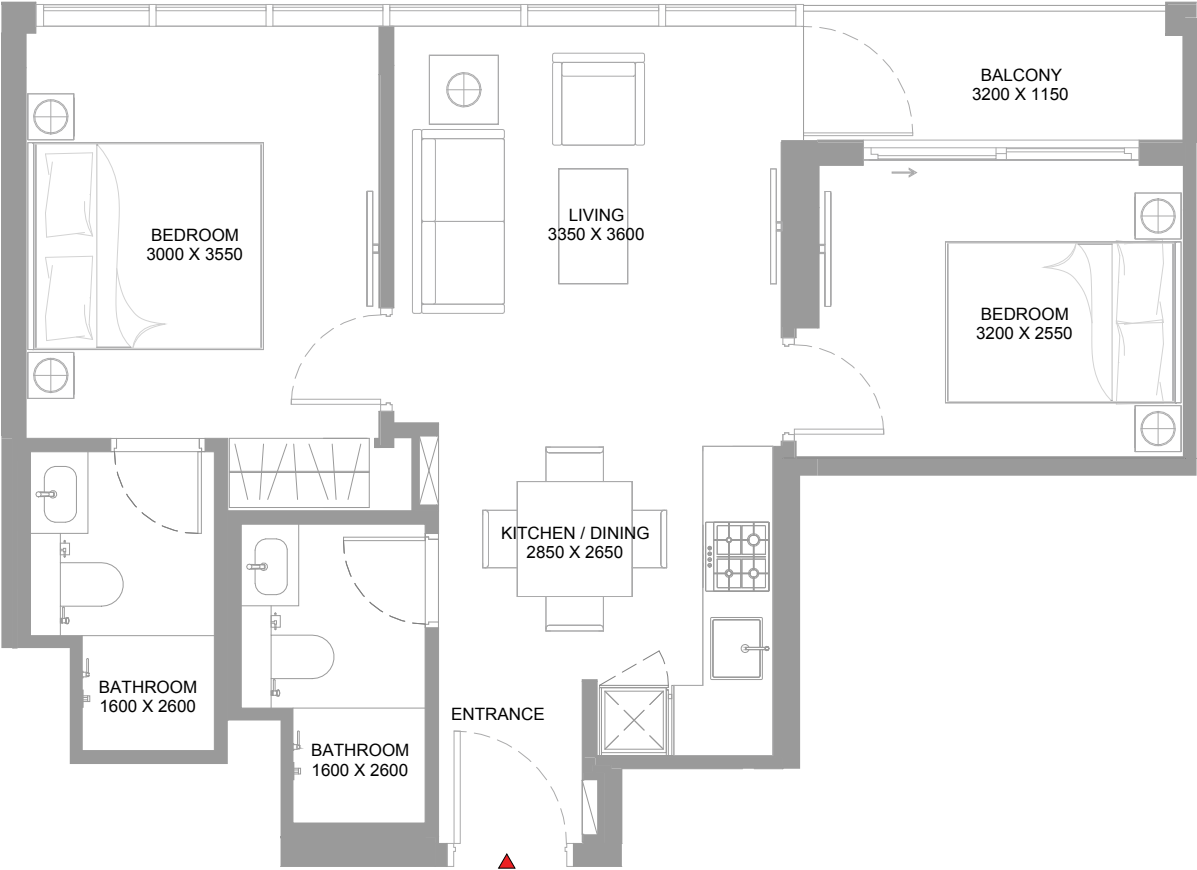 BALCONY
3200 X 1150
BEDROOM
3000 X 3550
LIVING
3350 X 3600
BEDROOM
3200 X 2550
KITCHEN / DINING
2850 X 2650
BATHROOM
1600 X 2600
ENTRANCE
BATHROOM
1600 X 2600